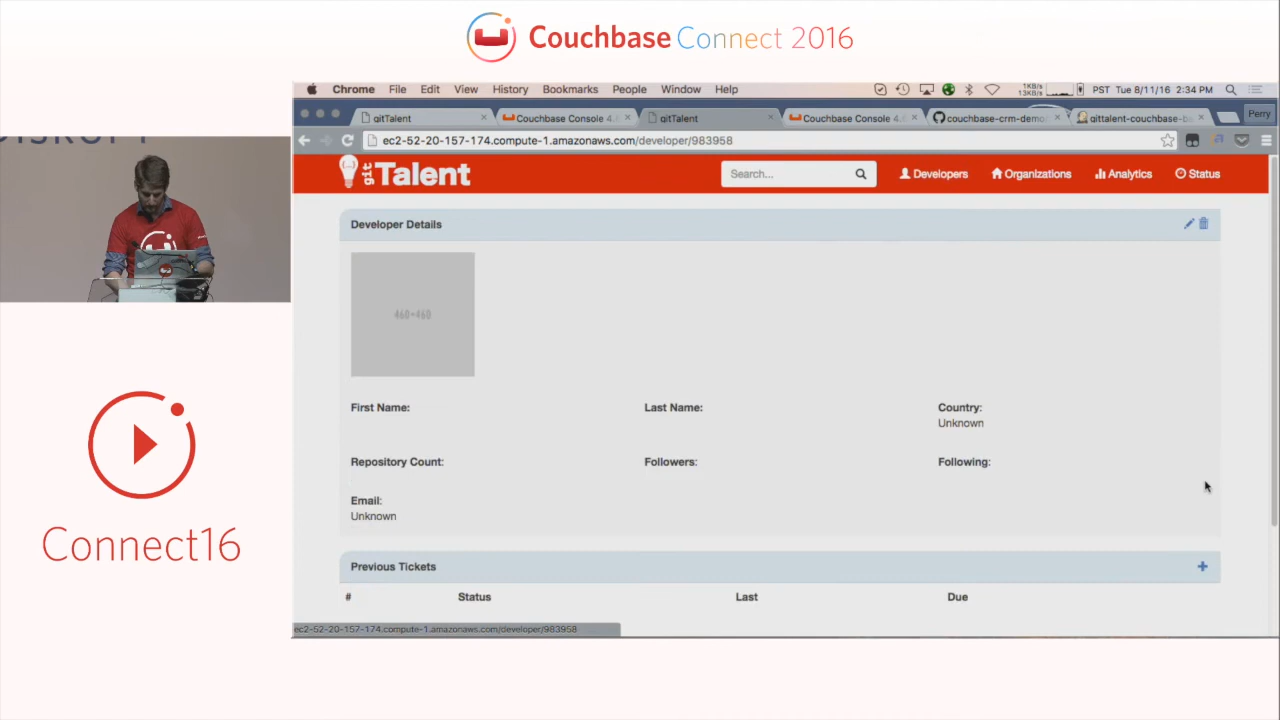 Couchbase Connect 2016
Chrome File Edit View History Bookmarks People Window Help
1KB/s
13KB/s
PST Tue 8/11/16 2:34 PM
gitTalent
Couchbase Console 4.
gitTalent
Couchbase Console 4.
couchbase-crm-demo
gittalent-couchbase-b
Perry
ec2-52-20-157-174.compute-1.amazonaws.com/developer/983958
git Talent
Search...
Developers
Organizations
Analytics
Status
Developer Details
460×460
First Name:
Last Name:
Country:
Unknown
Repository Count:
Followers:
Following:
Email:
Unknown
Previous Tickets
# Status Last Due
ec2-52-20-157-174.compute-1.amazonaws.com/developer/983958
Connect16